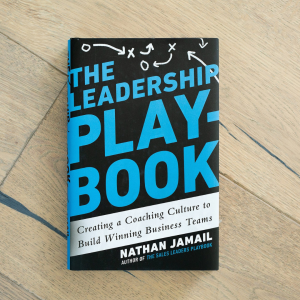 THE
LEADERSHIP
PLAY-
BOOK
Creating a Coaching Culture to
Build Winning Business Teams
NATHAN JAMAIL
AUTHOR OF THE SALES LEADERS PLAYBOOK